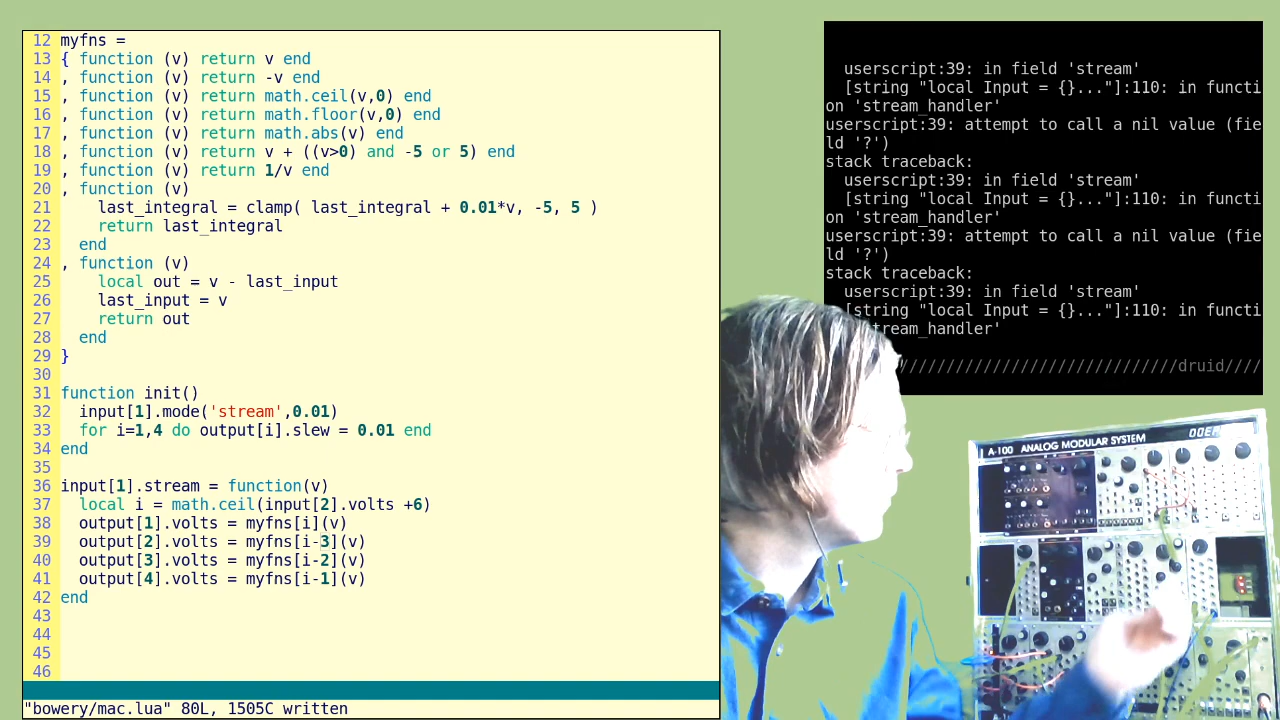 12 myfns =
13 { function (v) return v end
14 , function (v) return -v end
15 , function (v) return math.ceil(v,0) end
16 , function (v) return math.floor(v,0) end
17 , function (v) return math.abs(v) end
18 , function (v) return v + ((v>0) and -5 or 5) end
19 , function (v) return 1/v end
20 , function (v)
21     last_integral = clamp( last_integral + 0.01*v, -5, 5 )
22     return last_integral
23   end
24 , function (v)
25     local out = v - last_input
26     last_input = v
27     return out
28   end
29 }
30
31 function init()
32   input[1].mode('stream',0.01)
33   for i=1,4 do output[i].slew = 0.01 end
34 end
35
36 input[1].stream = function(v)
37   local i = math.ceil(input[2].volts +6)
38   output[1].volts = myfns[i](v)
39   output[2].volts = myfns[i-3](v)
40   output[3].volts = myfns[i-2](v)
41   output[4].volts = myfns[i-1](v)
42 end
43
44
45
46
"bowery/mac.lua" 80L, 1505C written
userscript:39: in field 'stream'
[string "local Input = {}..."]:110: in functi
on 'stream_handler'
userscript:39: attempt to call a nil value (fie
ld '?')
stack traceback:
userscript:39: in field 'stream'
[string "local Input = {}..."]:110: in functi
on 'stream_handler'
userscript:39: attempt to call a nil value (fie
ld '?')
stack traceback:
userscript:39: in field 'stream'
[string "local Input = {}..."]:110: in functi
tream_handler'
//////////////////////////////druid////
A-100 ANALOG MODULAR SYSTEM